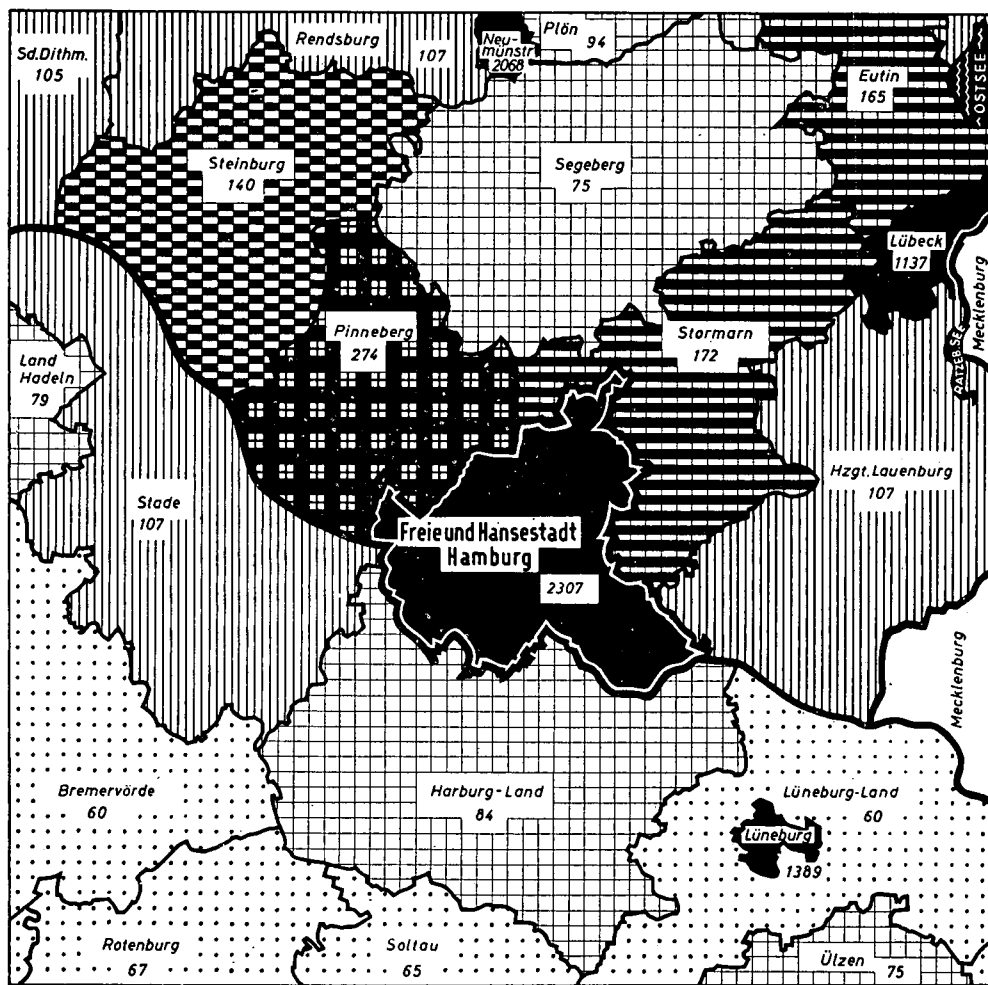 Sd.Dithm.
105
Rendsburg
107
Neu-
münstr.
2068
Plön
94
Eutin
165
OSTSEE
Steinburg
140
Segeberg
75
Lübeck
1137
Mecklenburg
RATZEB.SEE
Pinneberg
274
Stormarn
172
Land
Hadeln
79
Stade
107
Hzgt. Lauenburg
107
Freie und Hansestadt
Hamburg
2307
Mecklenburg
Bremervörde
60
Harburg-Land
84
Lüneburg-Land
60
Lüneburg
1389
Rotenburg
67
Soltau
65
Ülzen
75